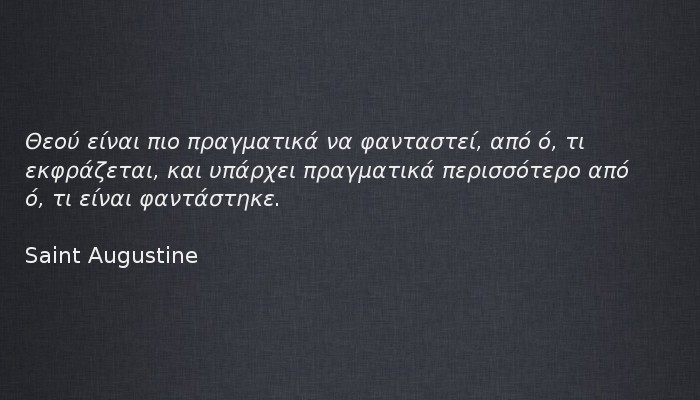 Θεού είναι πιο πραγματικά να φανταστεί, από ό, τι
εκφράζεται, και υπάρχει πραγματικά περισσότερο από
ό, τι είναι φαντάστηκε.
Saint Augustine